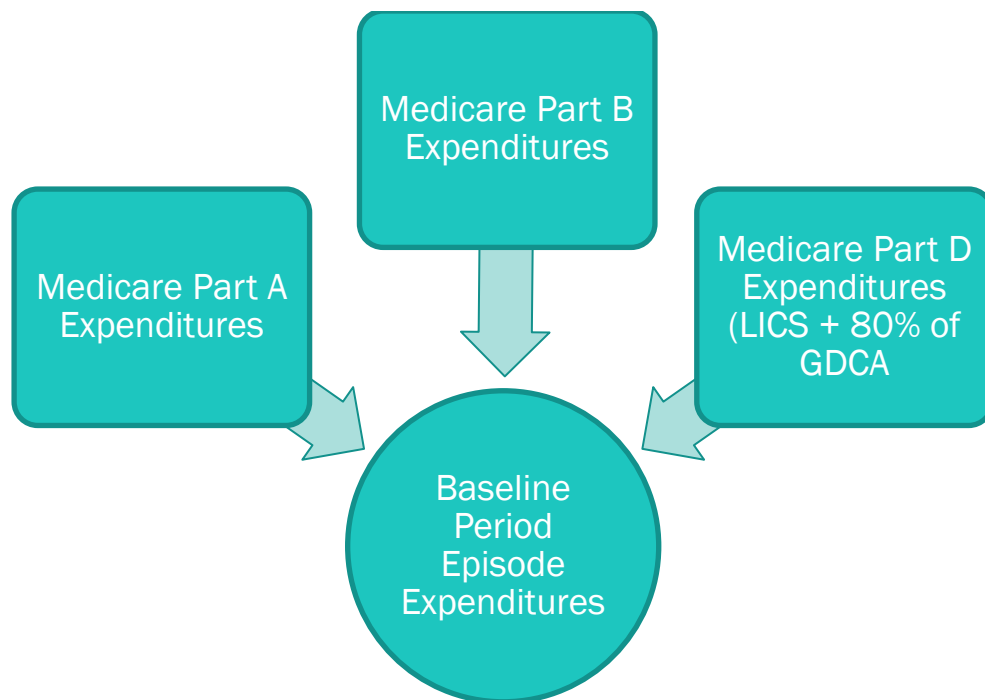 Medicare Part B
Expenditures
Medicare Part A
Expenditures
Medicare Part D
Expenditures
(LICS + 80% of
GDCA
Baseline
Period
Episode
Expenditures